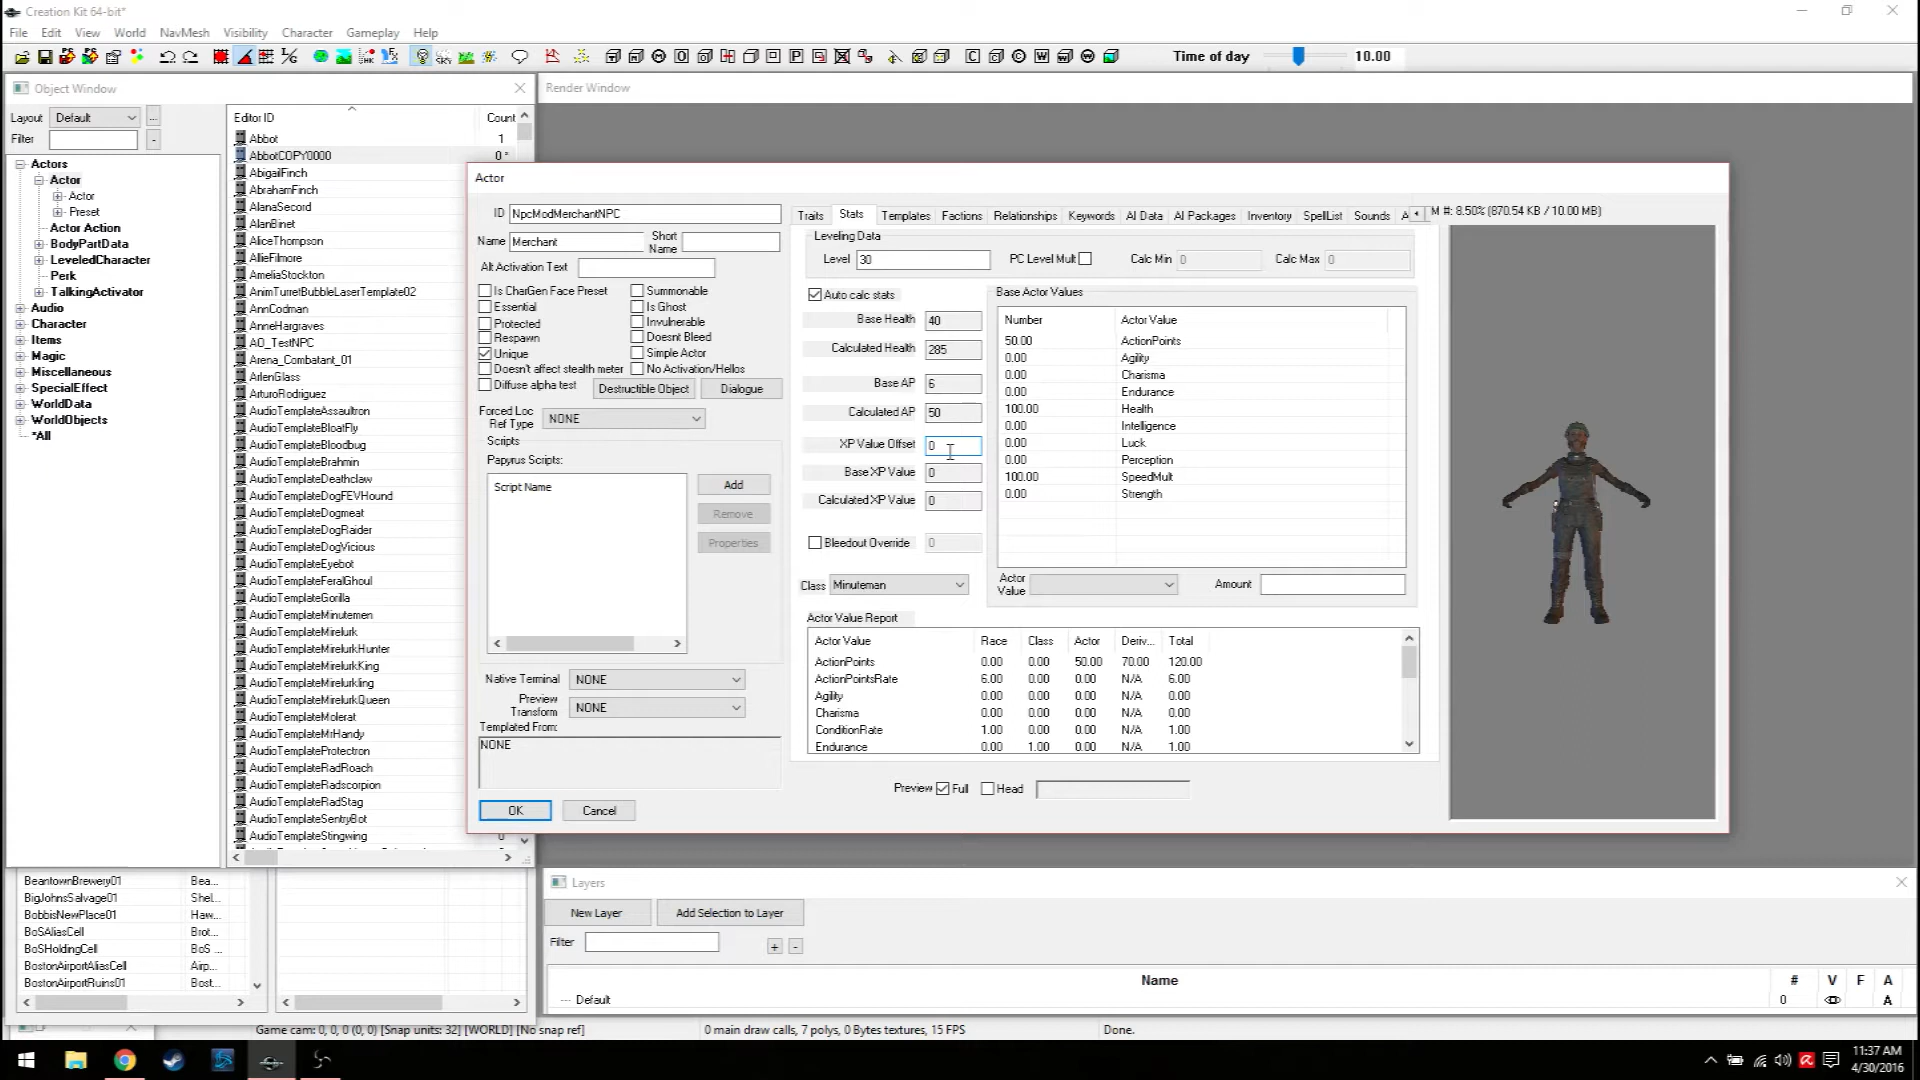 Creation Kit 64-bit*
File Edit View World NavMesh Visibility Character Gameplay Help
Time of day 10.00
Object Window
Render Window
Layout Default ...
Filter -
Editor ID Count
Actors
Actor
Actor
Preset
Actor Action
BodyPartData
LeveledCharacter
Perk
TalkingActivator
Audio
Character
Items
Magic
Miscellaneous
SpecialEffect
WorldData
WorldObjects
*All
Abbot 1
AbbotCOPY0000 0 *
AbigailFinch
AbrahamFinch
AlanaSecord
AlanBinet
AliceThompson
AllieFilmore
AmeliaStockton
AnimTurretBubbleLaserTemplate02
AnnCodman
AnneHargraves
AO_TestNPC
Arena_Combatant_01
ArlenGlass
ArturoRodriguez
AudioTemplateAssaultron
AudioTemplateBloatFly
AudioTemplateBloodbug
AudioTemplateBrahmin
AudioTemplateDeathclaw
AudioTemplateDogFEVHound
AudioTemplateDogmeat
AudioTemplateDogRaider
AudioTemplateDogVicious
AudioTemplateEyebot
AudioTemplateFeralGhoul
AudioTemplateGorilla
AudioTemplateMinutemen
AudioTemplateMirelurk
AudioTemplateMirelurkHunter
AudioTemplateMirelurkKing
AudioTemplateMirelurkling
AudioTemplateMirelurkQueen
AudioTemplateMolerat
AudioTemplateMrHandy
AudioTemplateProtectron
AudioTemplateRadRoach
AudioTemplateRadscorpion
AudioTemplateRadStag
AudioTemplateSentryBot
AudioTemplateStingwing
Actor
ID NpcModMerchantNPC
Name Merchant Short Name
Alt Activation Text
Is CharGen Face Preset Summonable
Essential Is Ghost
Protected Invulnerable
Respawn Doesnt Bleed
Unique Simple Actor
Doesn't affect stealth meter No Activation/Hellos
Diffuse alpha test Destructible Object Dialogue
Forced Loc Ref Type NONE
Scripts
Papyrus Scripts:
Script Name
Add
Remove
Properties
Native Terminal NONE
Preview Transform NONE
Templated From:
NONE
OK Cancel
Traits Stats Templates Factions Relationships Keywords AI Data AI Packages Inventory SpellList Sounds A
M #: 8.50% (870.54 KB / 10.00 MB)
Leveling Data
Level 30 PC Level Mult Calc Min 0 Calc Max 0
Auto calc stats
Base Health 40
Calculated Health 285
Base AP 6
Calculated AP 50
XP Value Offset 0
Base XP Value 0
Calculated XP Value 0
Bleedout Override 0
Class Minuteman
Base Actor Values
Number Actor Value
50.00 ActionPoints
0.00 Agility
0.00 Charisma
0.00 Endurance
100.00 Health
0.00 Intelligence
0.00 Luck
0.00 Perception
100.00 SpeedMult
0.00 Strength
Actor Value Amount
Actor Value Report
Actor Value Race Class Actor Deriv... Total
ActionPoints 0.00 0.00 50.00 70.00 120.00
ActionPointsRate 6.00 0.00 0.00 N/A 6.00
Agility 0.00 0.00 0.00 N/A 0.00
Charisma 0.00 0.00 0.00 N/A 0.00
ConditionRate 1.00 0.00 0.00 N/A 1.00
Endurance 0.00 1.00 0.00 N/A 1.00
Preview Full Head
BeantownBrewery01 Bea...
BigJohnsSalvage01 Shel...
BobbisNewPlace01 Haw...
BoSAliasCell Brot...
BoSHoldingCell BoS ...
BostonAirportAliasCell Airp...
BostonAirportRuins01 Bost...
Layers
New Layer Add Selection to Layer
Filter + -
Name # V F A
Default 0 A
Game cam: 0, 0, 0 (0, 0) [Snap units: 32] [WORLD] [No snap ref]
0 main draw calls, 7 polys, 0 Bytes textures, 15 FPS
Done.
11:37 AM
4/30/2016